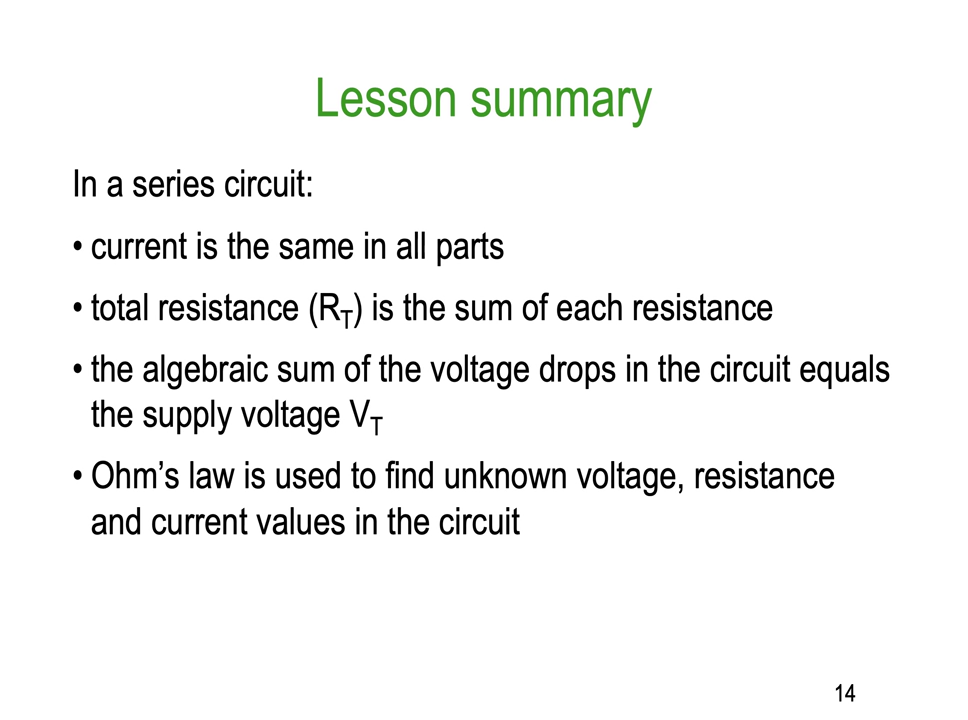 Lesson summary
In a series circuit:
• current is the same in all parts
• total resistance (R_T) is the sum of each resistance
• the algebraic sum of the voltage drops in the circuit equals
the supply voltage V_T
• Ohm’s law is used to find unknown voltage, resistance
and current values in the circuit
14